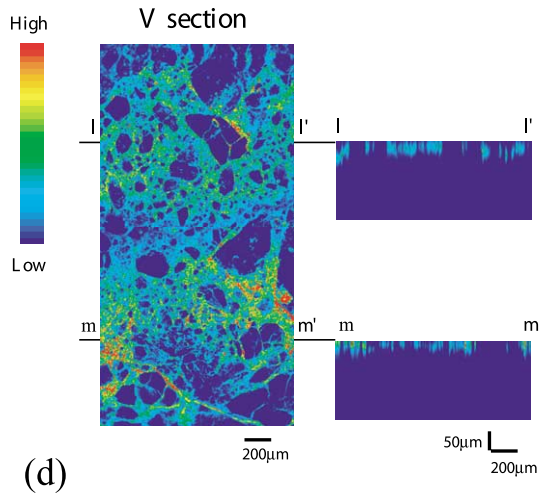 V section
High
Low
l l' l l'
m m' m m
50μm
200μm 200μm
(d)